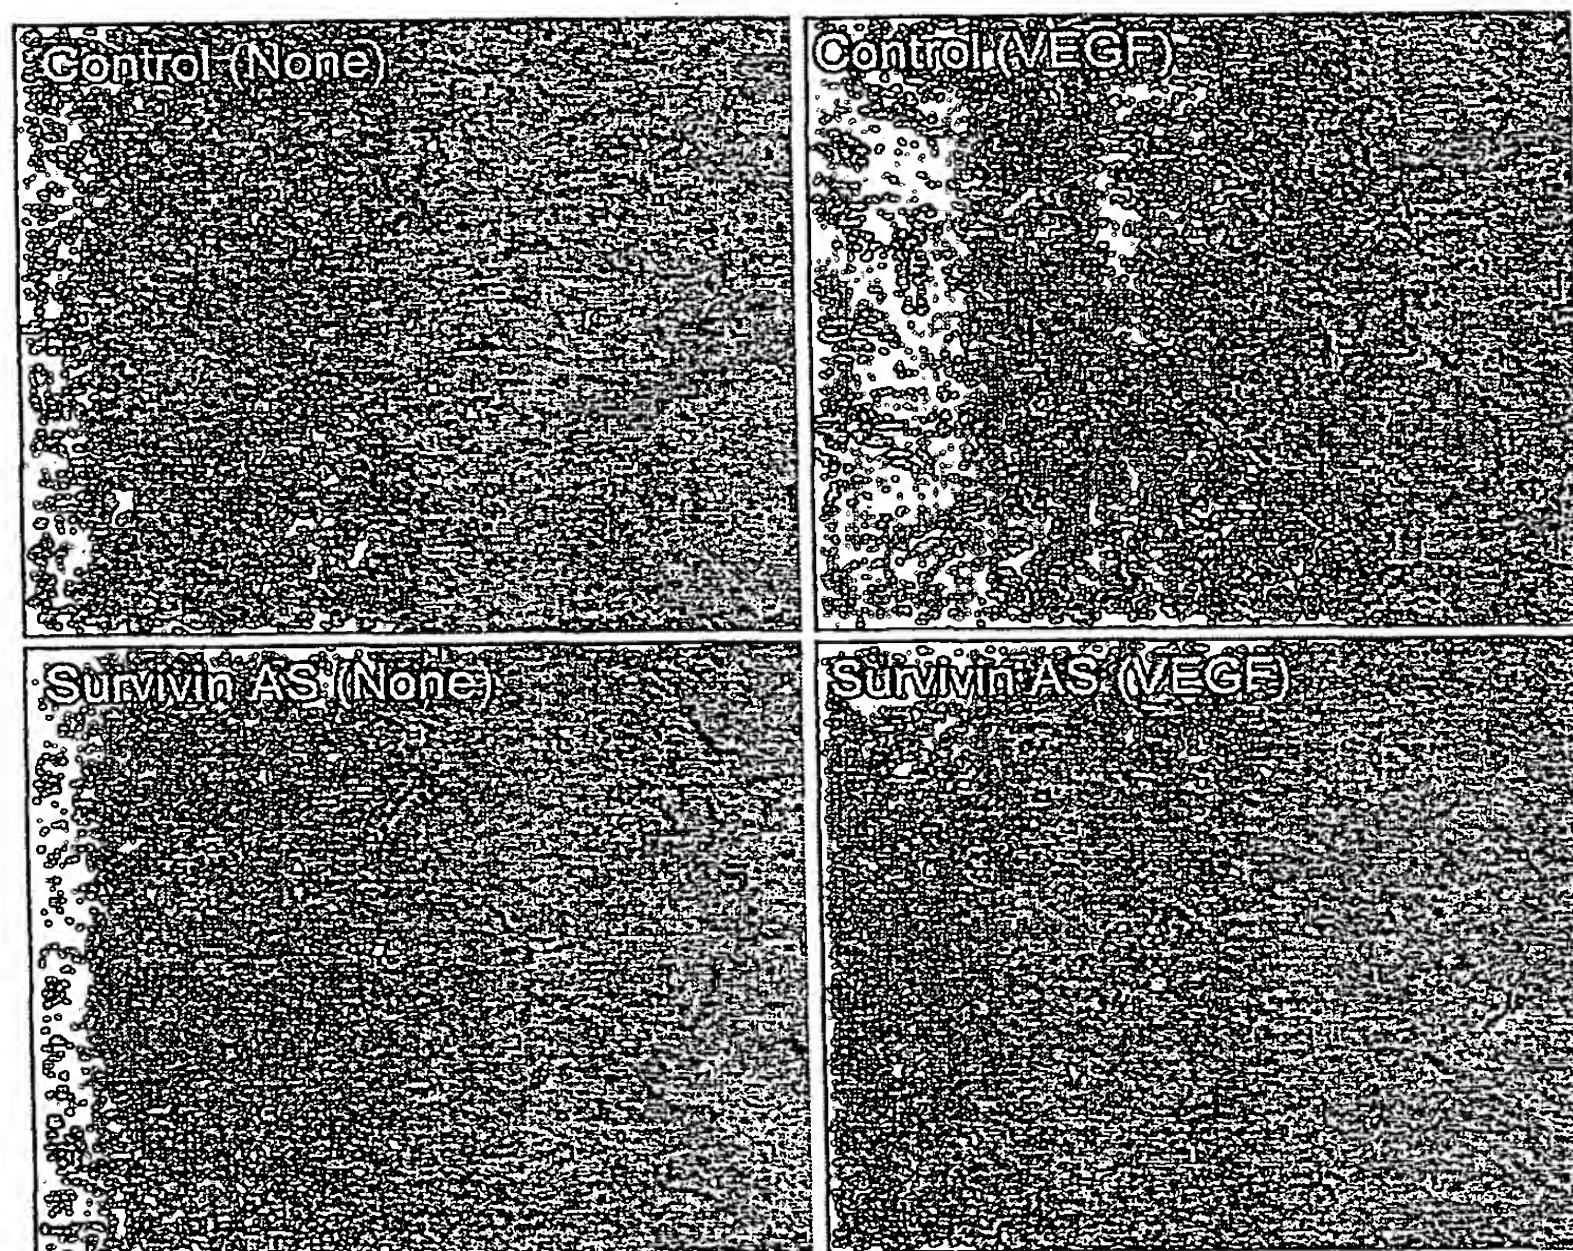 Control (None)
Control (VEGF)
Survivin AS (None)
Survivin AS (VEGF)